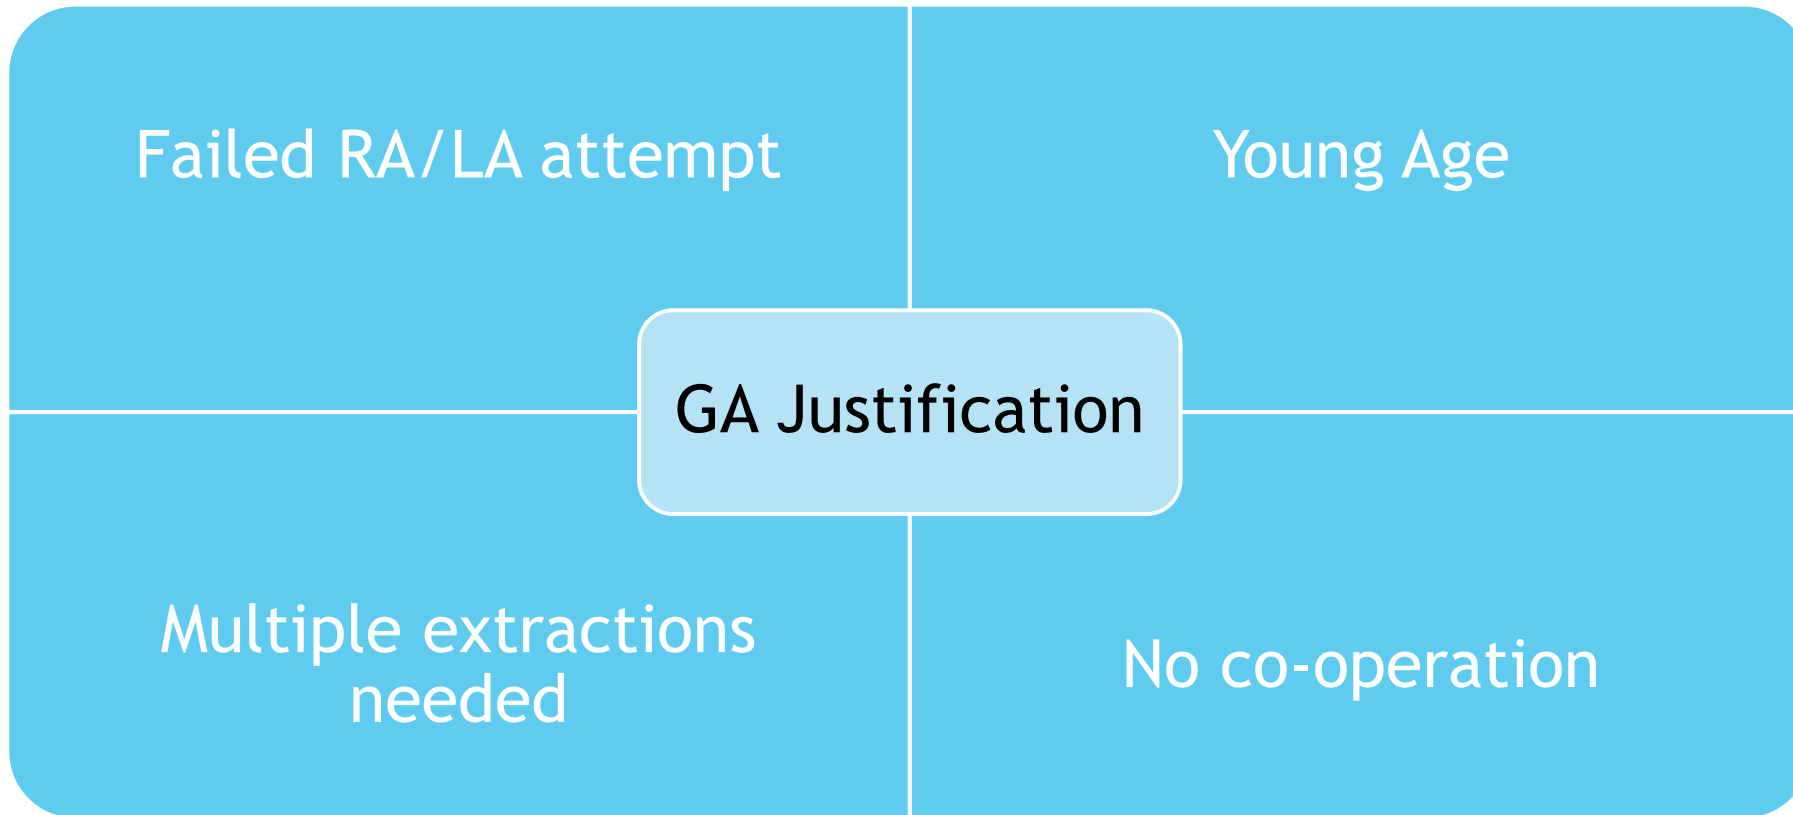 Failed RA/LA attempt
Young Age
GA Justification
Multiple extractions
needed
No co-operation